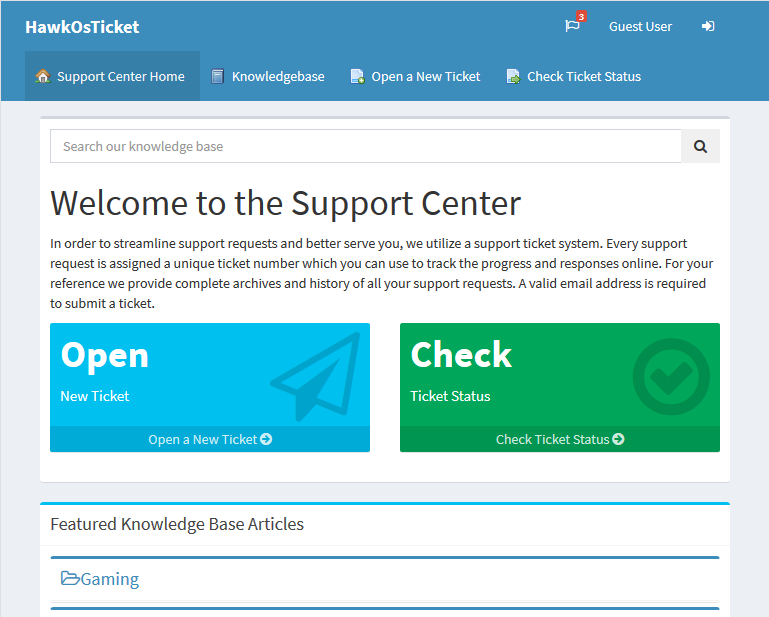 HawkOsTicket
3
Guest User
Support Center Home
Knowledgebase
Open a New Ticket
Check Ticket Status
Search our knowledge base
Welcome to the Support Center
In order to streamline support requests and better serve you, we utilize a support ticket system. Every support
request is assigned a unique ticket number which you can use to track the progress and responses online. For your
reference we provide complete archives and history of all your support requests. A valid email address is required
to submit a ticket.
Open
New Ticket
Open a New Ticket
Check
Ticket Status
Check Ticket Status
Featured Knowledge Base Articles
Gaming